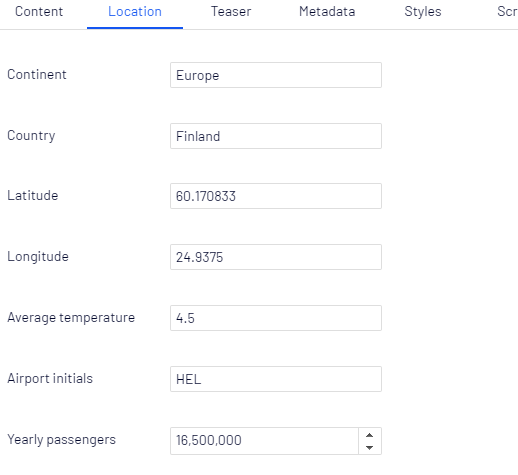 Content Location Teaser Metadata Styles Scr
Continent Europe
Country Finland
Latitude 60.170833
Longitude 24.9375
Average temperature 4.5
Airport initials HEL
Yearly passengers 16,500,000